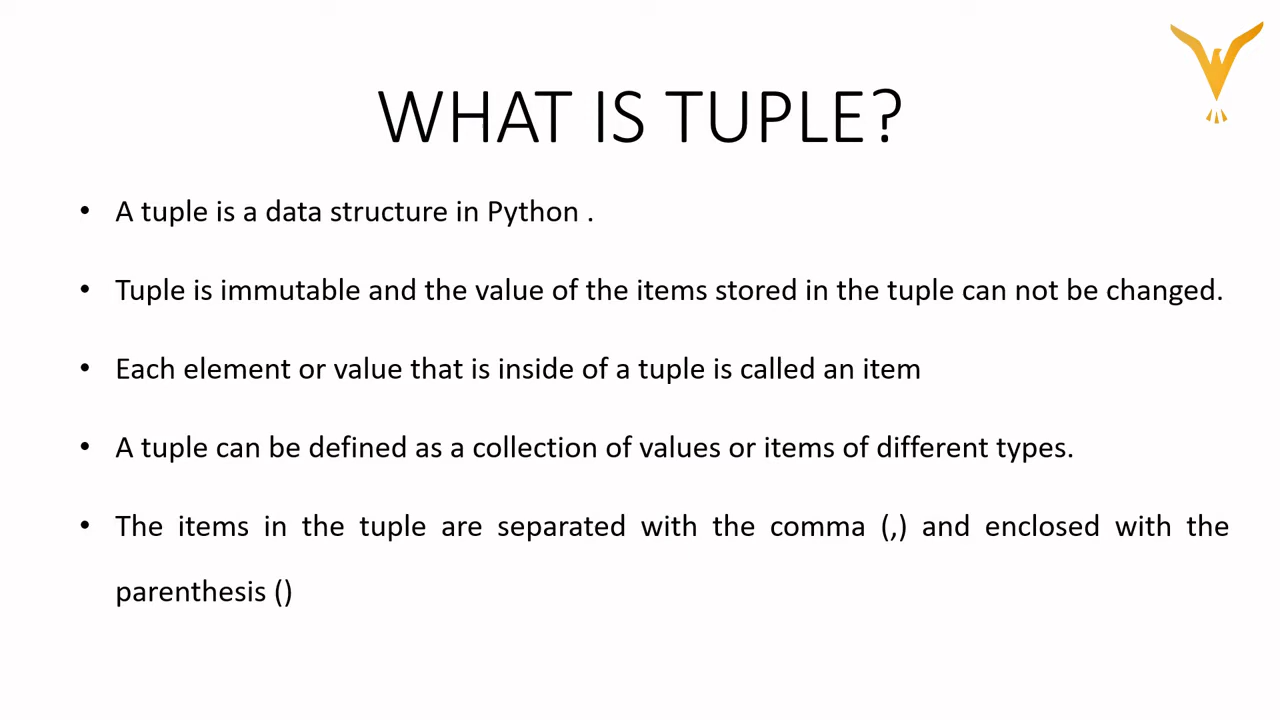 WHAT IS TUPLE?
• A tuple is a data structure in Python .
• Tuple is immutable and the value of the items stored in the tuple can not be changed.
• Each element or value that is inside of a tuple is called an item
• A tuple can be defined as a collection of values or items of different types.
• The items in the tuple are separated with the comma (,) and enclosed with the
parenthesis ()